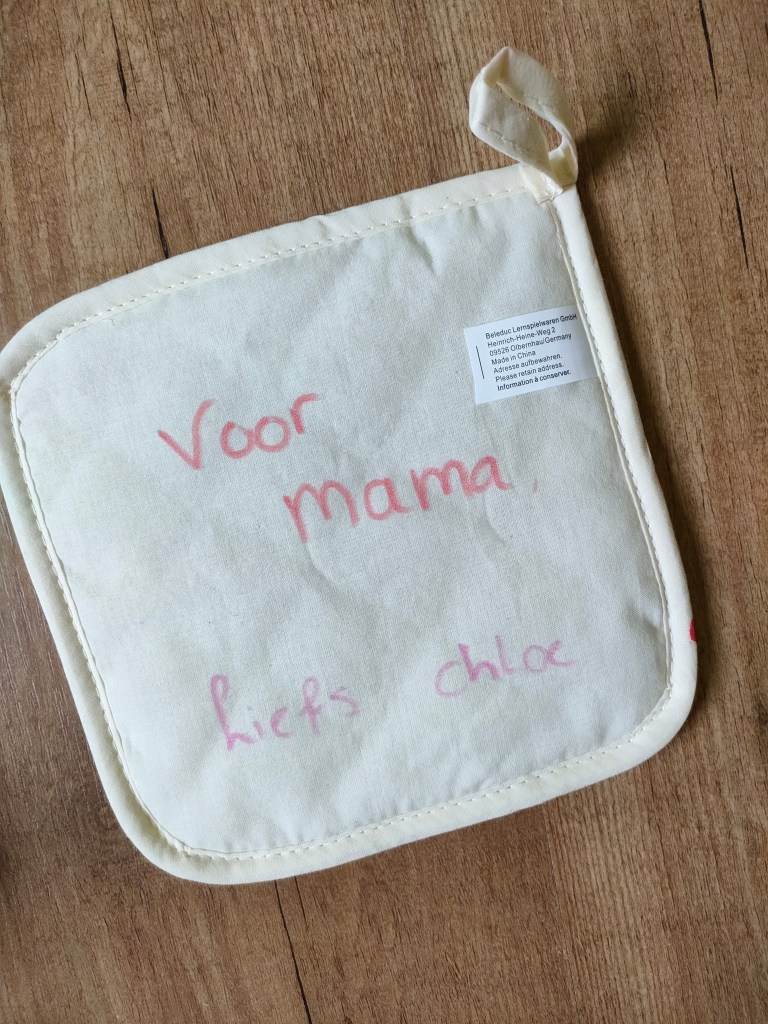 Beleduc Lernspielwaren GmbH
Heinrich-Heine-Weg 2
09526 Olbernhau/Germany
Made in China
Adresse aufbewahren.
Please retain address.
Information à conserver.
Voor
mama
liefs chloe